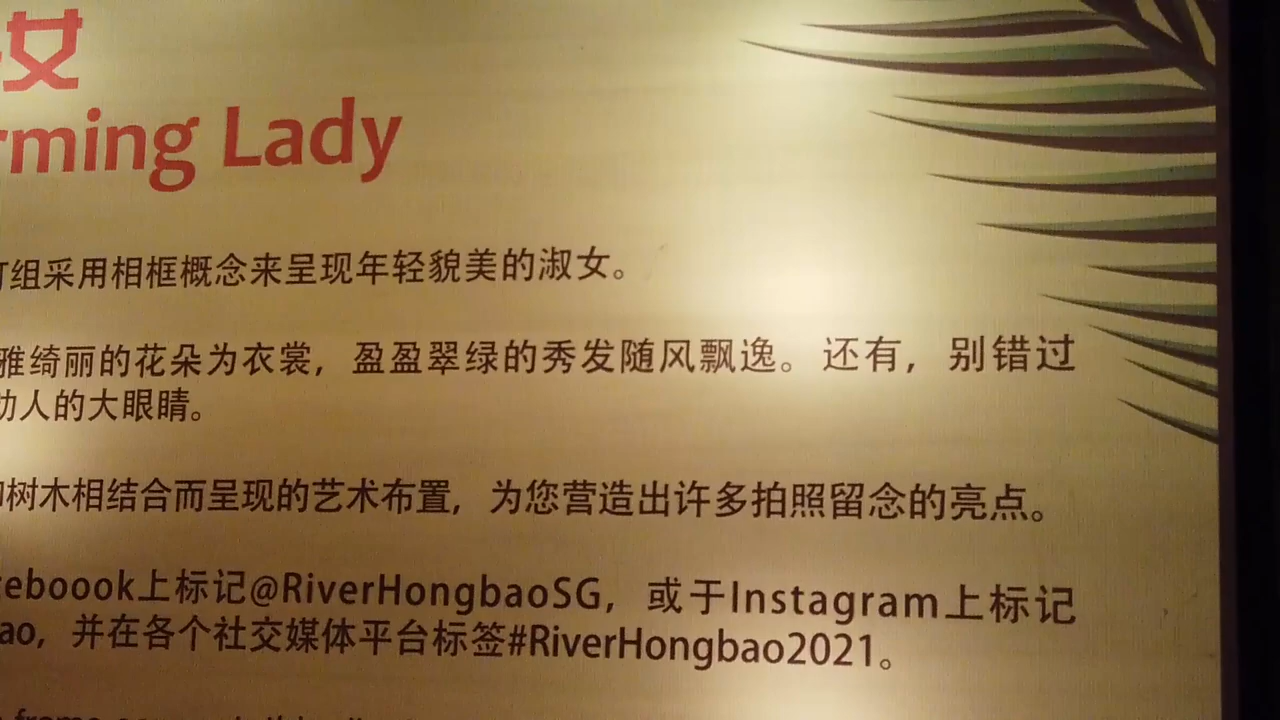 女
rming Lady
组采用相框概念来呈现年轻貌美的淑女。
雅绮丽的花朵为衣裳，盈盈翠绿的秀发随风飘逸。还有，别错过
动人的大眼睛。
树木相结合而呈现的艺术布置，为您营造出许多拍照留念的亮点。
ceboook上标记@RiverHongbaoSG，或于Instagram上标记
ao，并在各个社交媒体平台标签#RiverHongbao2021。